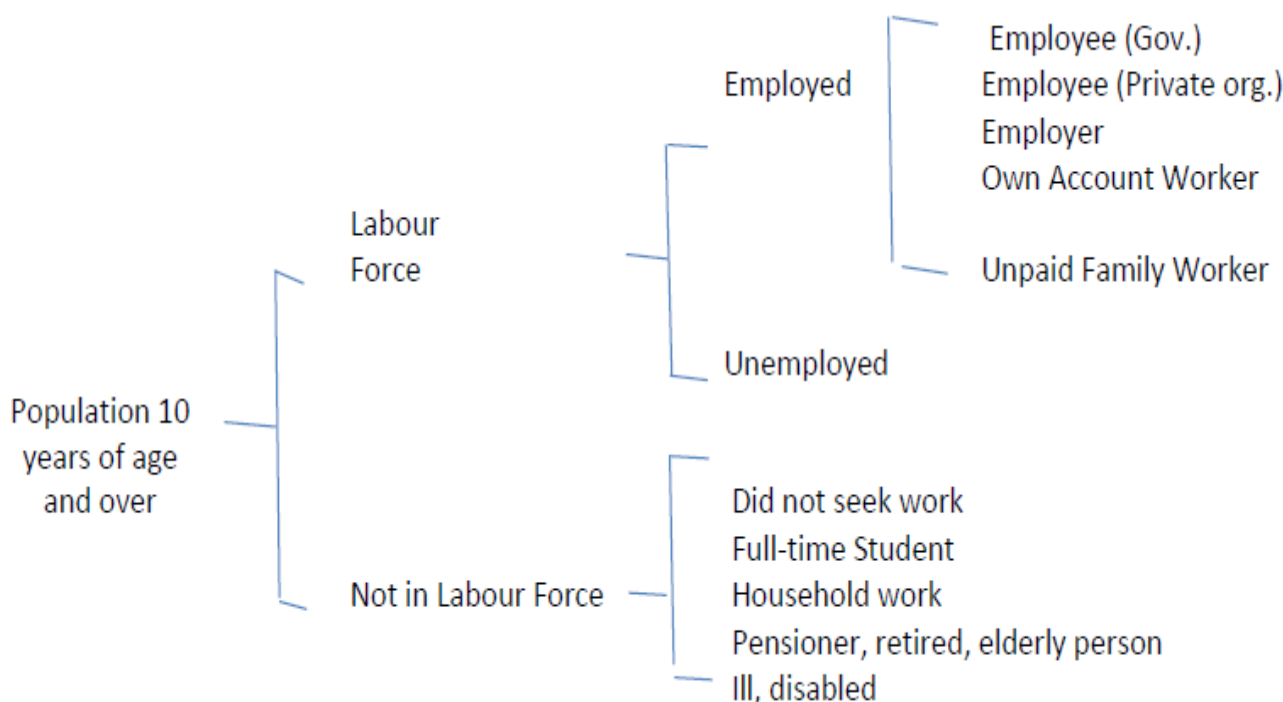 Employee (Gov.)
Employed
Employee (Private org.)
Employer
Own Account Worker
Labour
Force
Unpaid Family Worker
Unemployed
Population 10
years of age
and over
Did not seek work
Full-time Student
Not in Labour Force
Household work
Pensioner, retired, elderly person
Ill, disabled